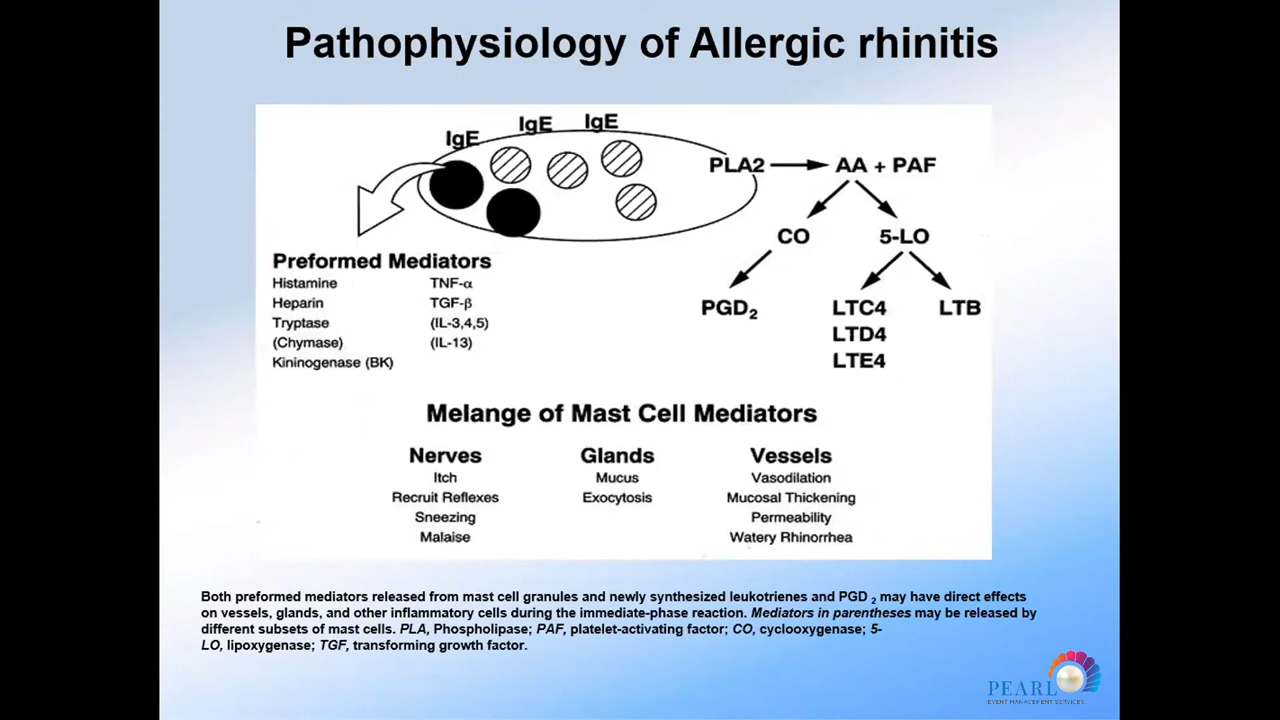 Pathophysiology of Allergic rhinitis
IgE IgE IgE
PLA2 AA + PAF
CO 5-LO
PGD2 LTC4 LTB
LTD4
LTE4
Preformed Mediators
Histamine TNF-α
Heparin TGF-β
Tryptase (IL-3,4,5)
(Chymase) (IL-13)
Kininogenase (BK)
Melange of Mast Cell Mediators
Nerves Glands Vessels
Itch Mucus Vasodilation
Recruit Reflexes Exocytosis Mucosal Thickening
Sneezing Permeability
Malaise Watery Rhinorrhea
Both preformed mediators released from mast cell granules and newly synthesized leukotrienes and PGD 2 may have direct effects
on vessels, glands, and other inflammatory cells during the immediate-phase reaction. Mediators in parentheses may be released by
different subsets of mast cells. PLA, Phospholipase; PAF, platelet-activating factor; CO, cyclooxygenase; 5-
LO, lipoxygenase; TGF, transforming growth factor.
PEARL
EVENT MANAGEMENT SERVICES